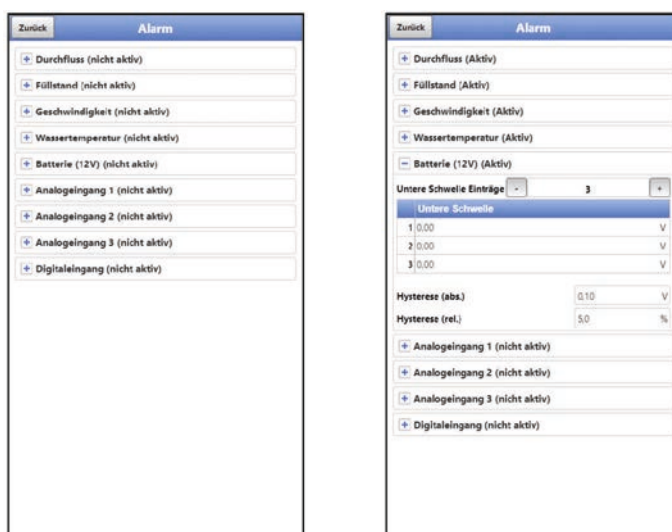 Zurück Alarm
+ Durchfluss (nicht aktiv)
+ Füllstand (nicht aktiv)
+ Geschwindigkeit (nicht aktiv)
+ Wassertemperatur (nicht aktiv)
+ Batterie (12V) (nicht aktiv)
+ Analogeingang 1 (nicht aktiv)
+ Analogeingang 2 (nicht aktiv)
+ Analogeingang 3 (nicht aktiv)
+ Digitaleingang (nicht aktiv)
Zurück Alarm
+ Durchfluss (Aktiv)
+ Füllstand (Aktiv)
+ Geschwindigkeit (Aktiv)
+ Wassertemperatur (Aktiv)
− Batterie (12V) (Aktiv)
Untere Schwelle Einträge - 3 +
Untere Schwelle
1 0,00 V
2 0,00 V
3 0,00 V
Hysterese (abs.) 0,10 V
Hysterese (rel.) 5,0 %
+ Analogeingang 1 (nicht aktiv)
+ Analogeingang 2 (nicht aktiv)
+ Analogeingang 3 (nicht aktiv)
+ Digitaleingang (nicht aktiv)